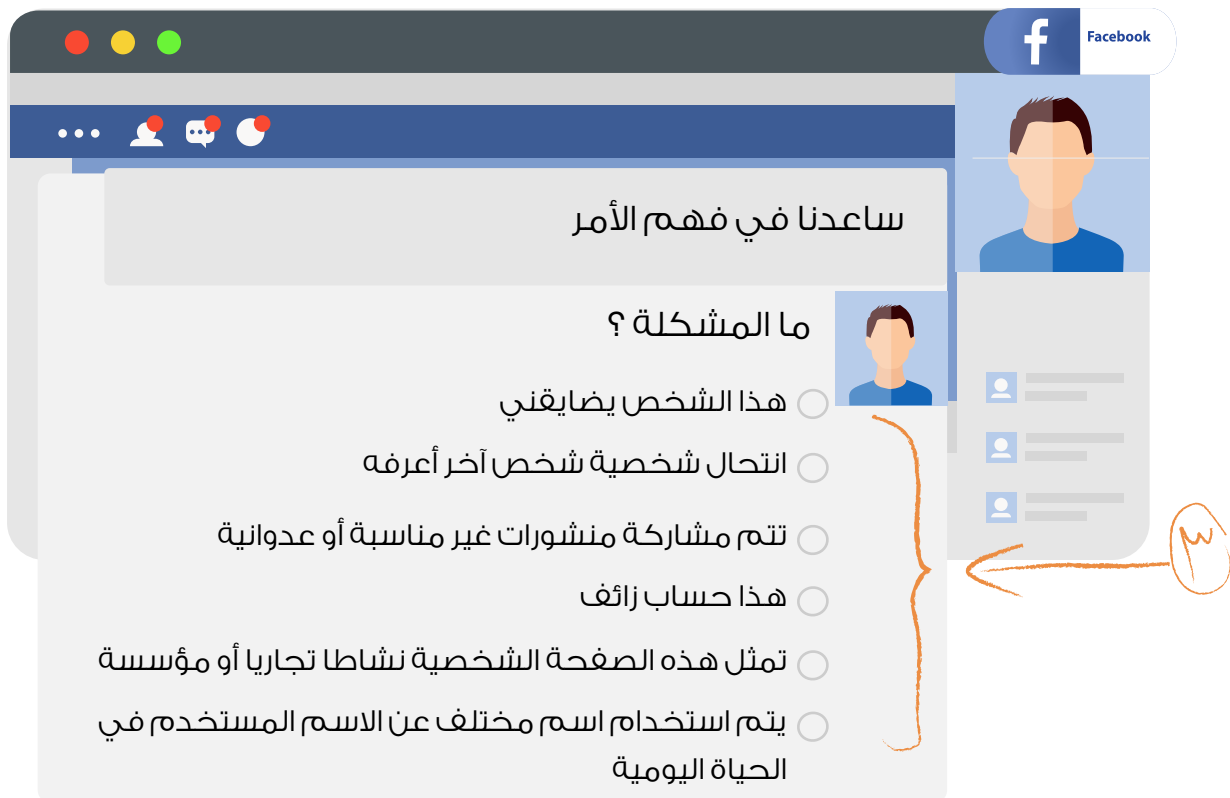 Facebook
ساعدنا في فهم الأمر
ما المشكلة ؟
هذا الشخص يضايقني
انتحال شخصية شخص آخر أعرفه
تتم مشاركة منشورات غير مناسبة أو عدوانية
هذا حساب زائف
تمثل هذه الصفحة الشخصية نشاطا تجاريا أو مؤسسة
يتم استخدام اسم مختلف عن الاسم المستخدم في
الحياة اليومية
٣